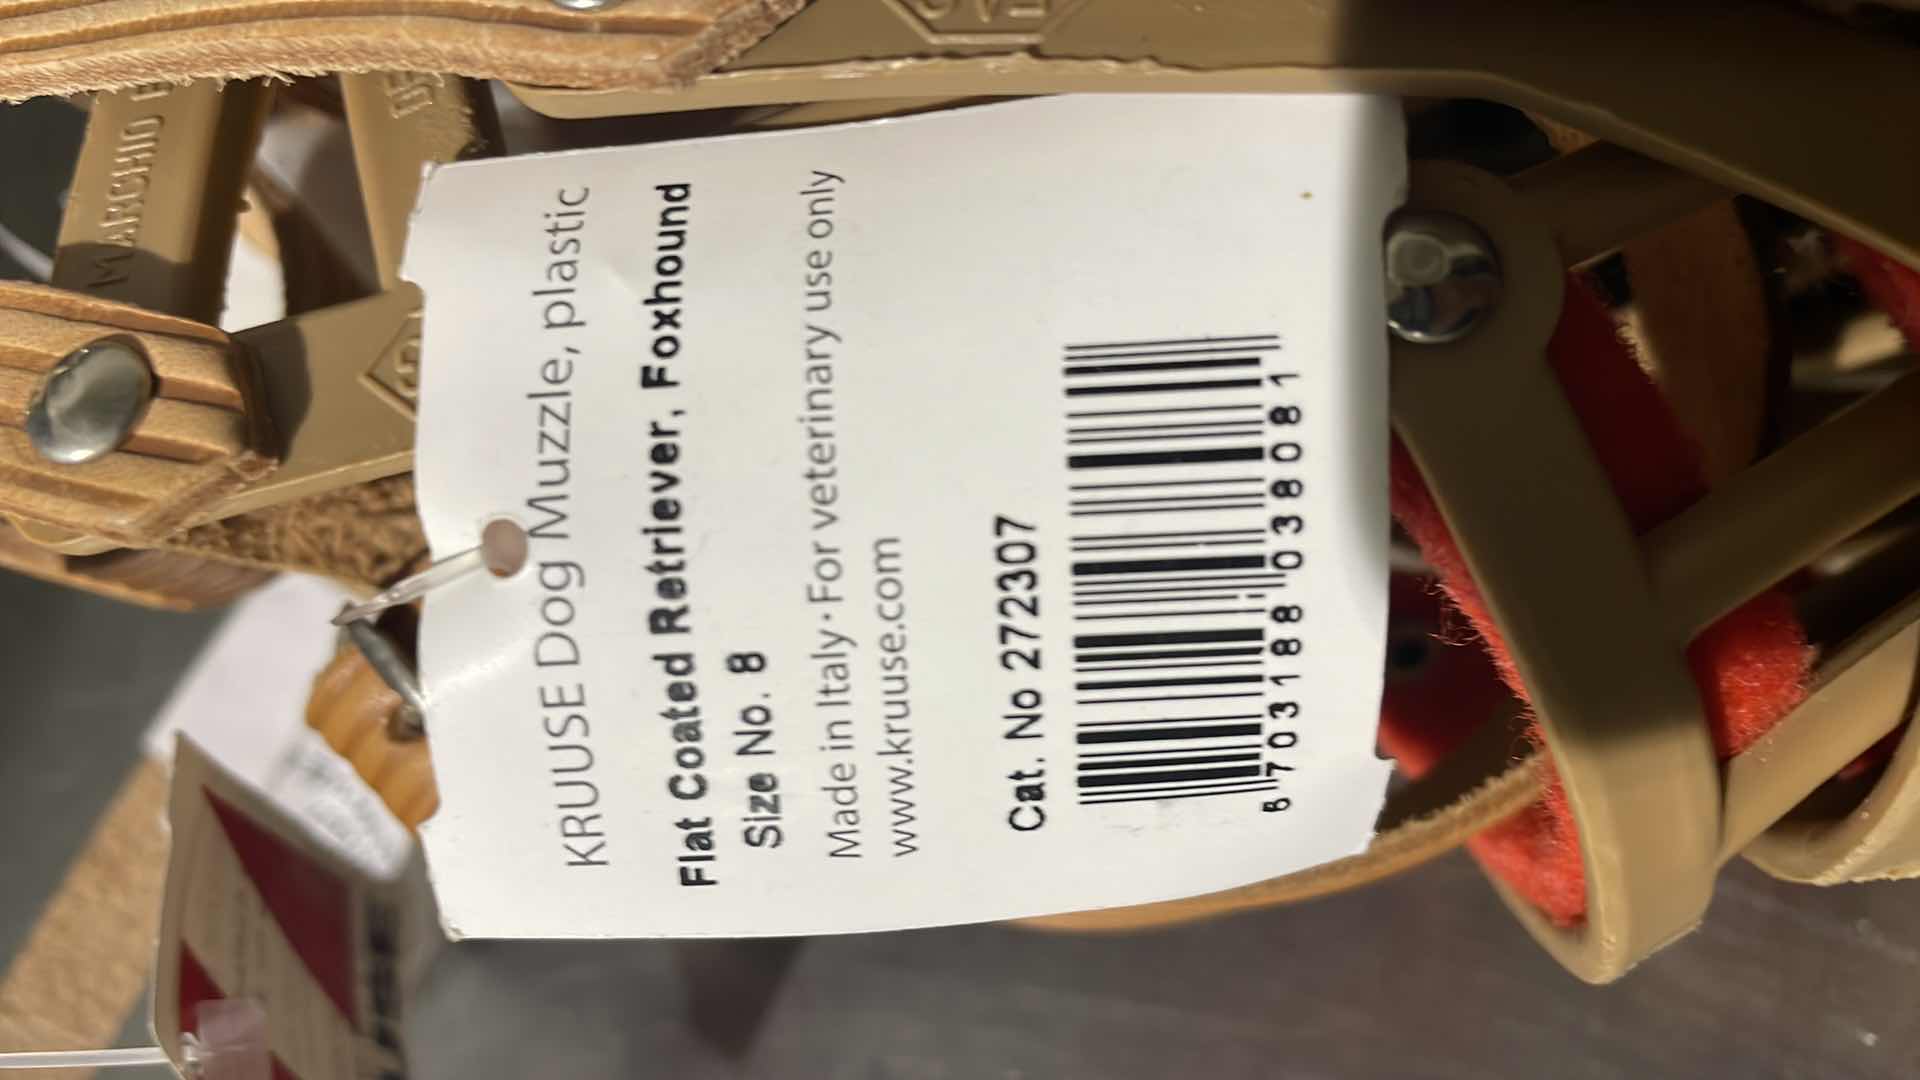 KRUUSE Dog Muzzle, plastic
Flat Coated Retriever, Foxhound
Size No. 8
Made in Italy · For veterinary use only
www.kruuse.com
Cat. No 272307
5 703188 038081
MARCHIO